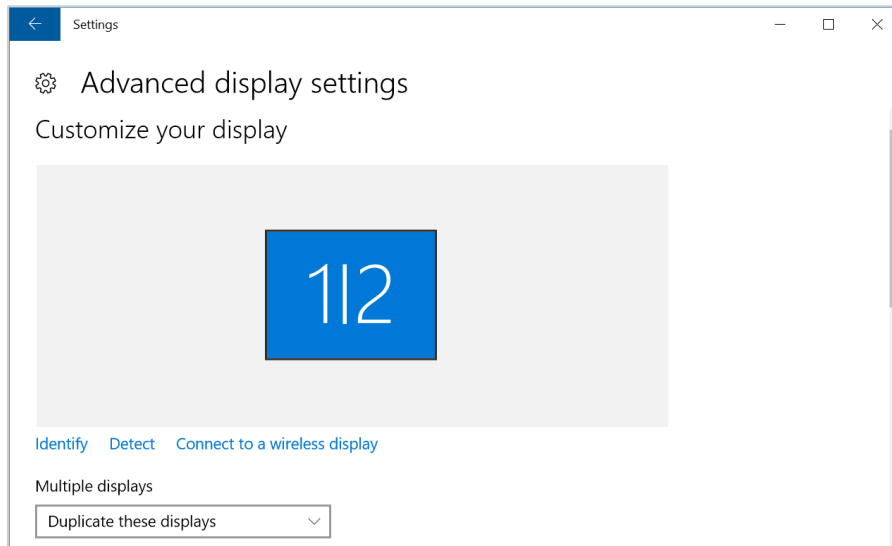 Settings
Advanced display settings
Customize your display
1|2
Identify Detect Connect to a wireless display
Multiple displays
Duplicate these displays